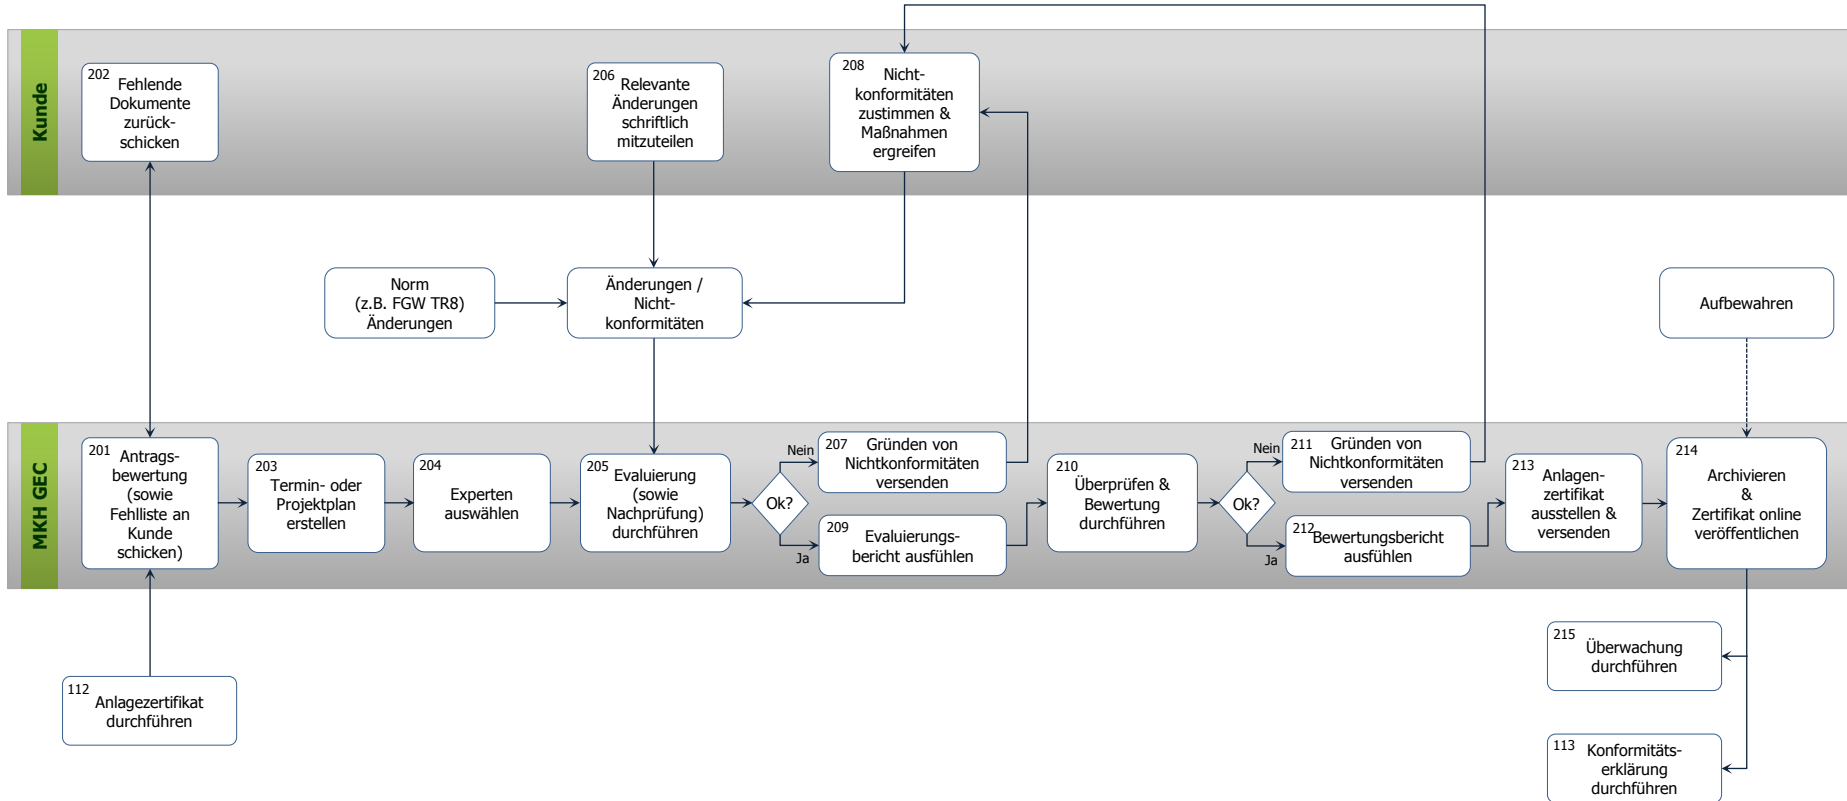 Kunde
202 Fehlende
Dokumente
zurück-
schicken
206 Relevante
Änderungen
schriftlich
mitzuteilen
208 Nicht-
konformitäten
zustimmen &
Maßnahmen
ergreifen
Norm
(z.B. FGW TR8)
Änderungen
Änderungen /
Nicht-
konformitäten
Aufbewahren
MKH GEC
201 Antrags-
bewertung
(sowie
Fehlliste an
Kunde
schicken)
203
Termin- oder
Projektplan
erstellen
204
Experten
auswählen
205 Evaluierung
(sowie
Nachprüfung)
durchführen
Ok?
Nein
Ja
207 Gründen von
Nichtkonformitäten
versenden
209 Evaluierungs-
bericht ausfühlen
210
Überprüfen &
Bewertung
durchführen
Ok?
Nein
Ja
211 Gründen von
Nichtkonformitäten
versenden
212 Bewertungsbericht
ausfühlen
213 Anlagen-
zertifikat
ausstellen &
versenden
214
Archivieren
&
Zertifikat online
veröffentlichen
112 Anlagezertifikat
durchführen
215 Überwachung
durchführen
113 Konformitäts-
erklärung
durchführen